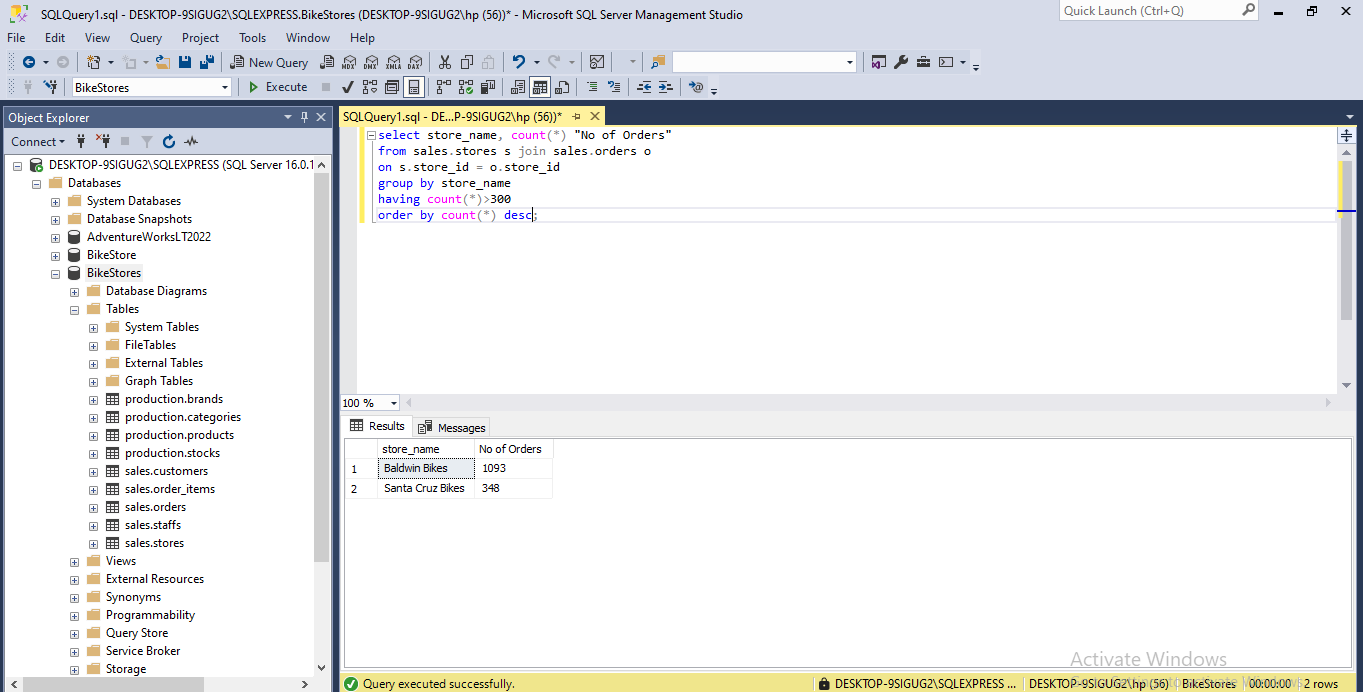 SQLQuery1.sql - DESKTOP-9SIGUG2\SQLEXPRESS.BikeStores (DESKTOP-9SIGUG2\hp (56))* - Microsoft SQL Server Management Studio
Quick Launch (Ctrl+Q)
File Edit View Query Project Tools Window Help
New Query
MDX DMX XMLA DAX
BikeStores
Execute
Object Explorer
SQLQuery1.sql - DE...P-9SIGUG2\hp (56))*
Connect
DESKTOP-9SIGUG2\SQLEXPRESS (SQL Server 16.0.1
Databases
System Databases
Database Snapshots
AdventureWorksLT2022
BikeStore
BikeStores
Database Diagrams
Tables
System Tables
FileTables
External Tables
Graph Tables
production.brands
production.categories
production.products
production.stocks
sales.customers
sales.order_items
sales.orders
sales.staffs
sales.stores
Views
External Resources
Synonyms
Programmability
Query Store
Service Broker
Storage
select store_name, count(*) "No of Orders"
from sales.stores s join sales.orders o
on s.store_id = o.store_id
group by store_name
having count(*)>300
order by count(*) desc;
100 %
Results Messages
store_name No of Orders
1 Baldwin Bikes 1093
2 Santa Cruz Bikes 348
Activate Windows
Query executed successfully.
DESKTOP-9SIGUG2\SQLEXPRESS ... DESKTOP-9SIGUG2\hp (56) BikeStores 00:00:00 2 rows